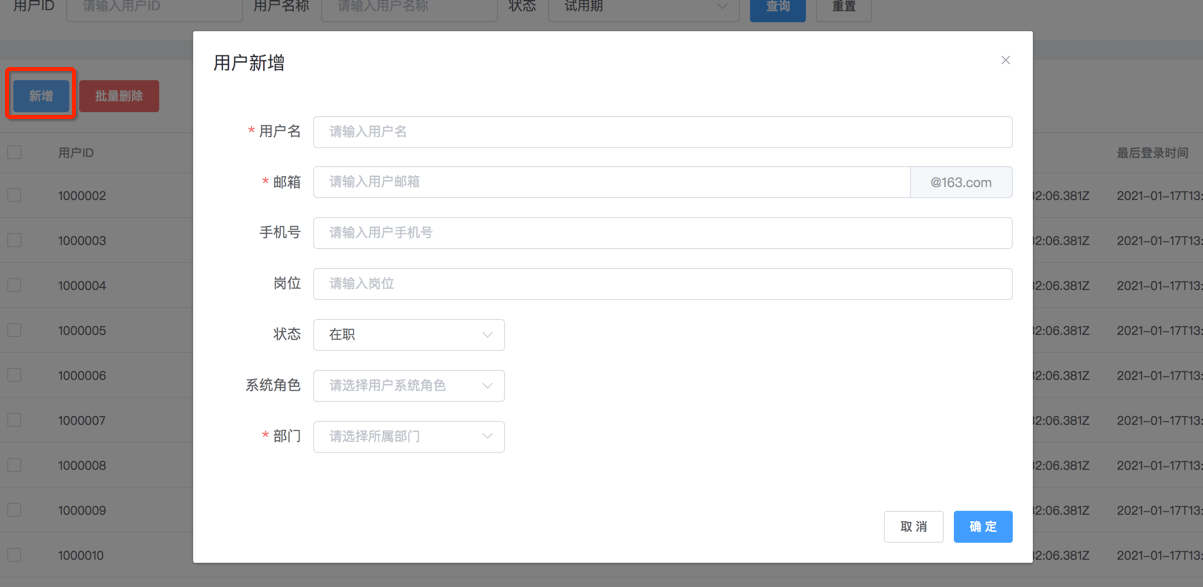 用户ID 请输入用户ID 用户名称 请输入用户名称 状态 试用期 查询 重置
新增 批量删除
用户ID 最后登录时间
1000002 32:06.381Z 2021-01-17T13:
1000003 32:06.381Z 2021-01-17T13:
1000004 32:06.381Z 2021-01-17T13:
1000005 32:06.381Z 2021-01-17T13:
1000006 32:06.381Z 2021-01-17T13:
1000007 32:06.381Z 2021-01-17T13:
1000008 32:06.381Z 2021-01-17T13:
1000009 32:06.381Z 2021-01-17T13:
1000010 32:06.381Z 2021-01-17T13:
用户新增
* 用户名 请输入用户名
* 邮箱 请输入用户邮箱 @163.com
手机号 请输入用户手机号
岗位 请输入岗位
状态 在职
系统角色 请选择用户系统角色
* 部门 请选择所属部门
取 消 确 定